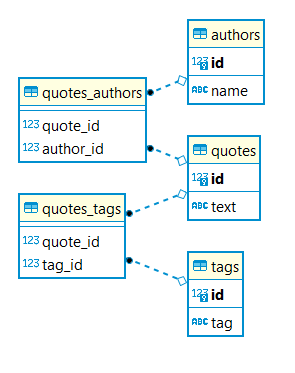 authors
123 id
ABC name
quotes_authors
123 quote_id
123 author_id
quotes
123 id
ABC text
quotes_tags
123 quote_id
123 tag_id
tags
123 id
ABC tag